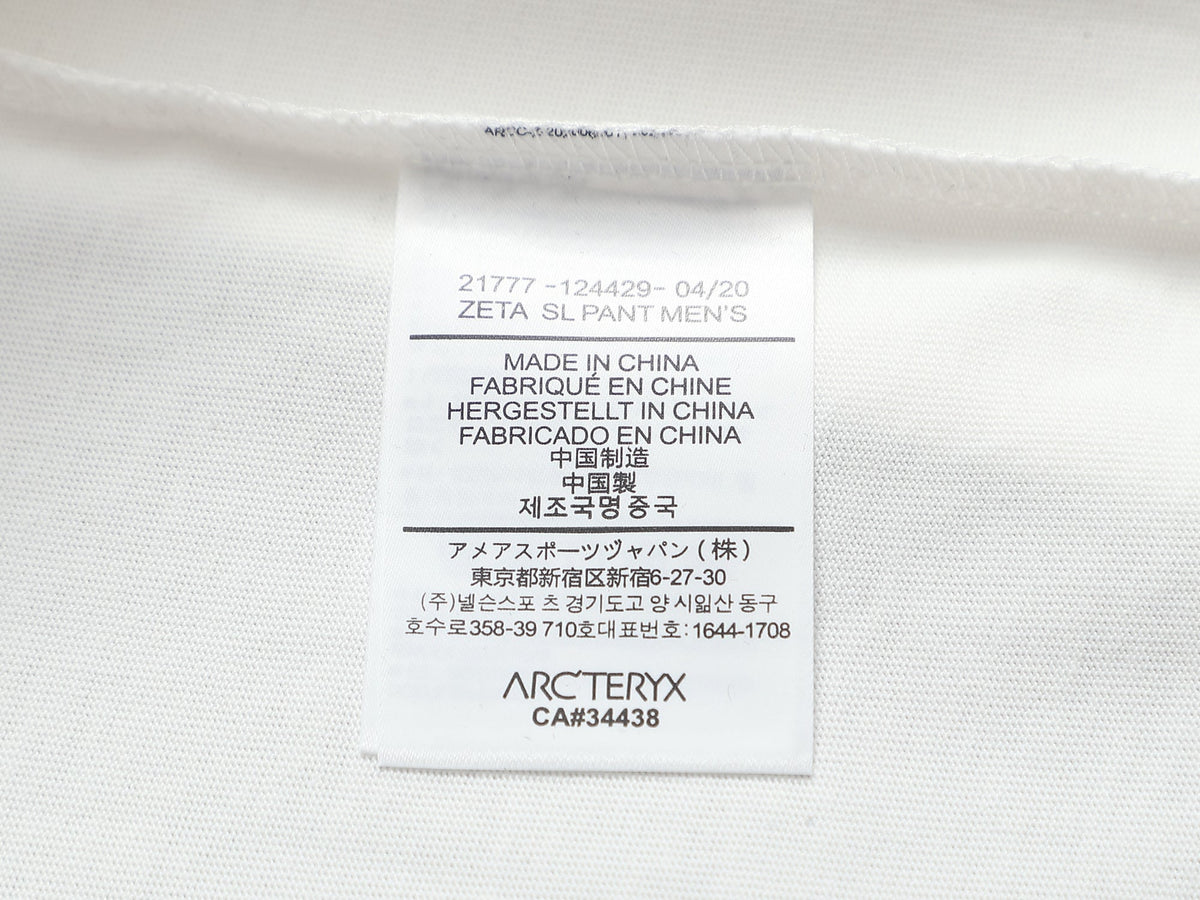 21777 -124429- 04/20
ZETA SL PANT MEN'S
MADE IN CHINA
FABRIQUÉ EN CHINE
HERGESTELLT IN CHINA
FABRICADO EN CHINA
中国制造
中国製
제조국명 중국
アメアスポーツヅャパン (株)
東京都新宿区新宿6-27-30
(주)넬슨스포 츠 경기도고 양 시읾산 동구
호수로358-39 710호대표번호: 1644-1708
ARC'TERYX
CA#34438